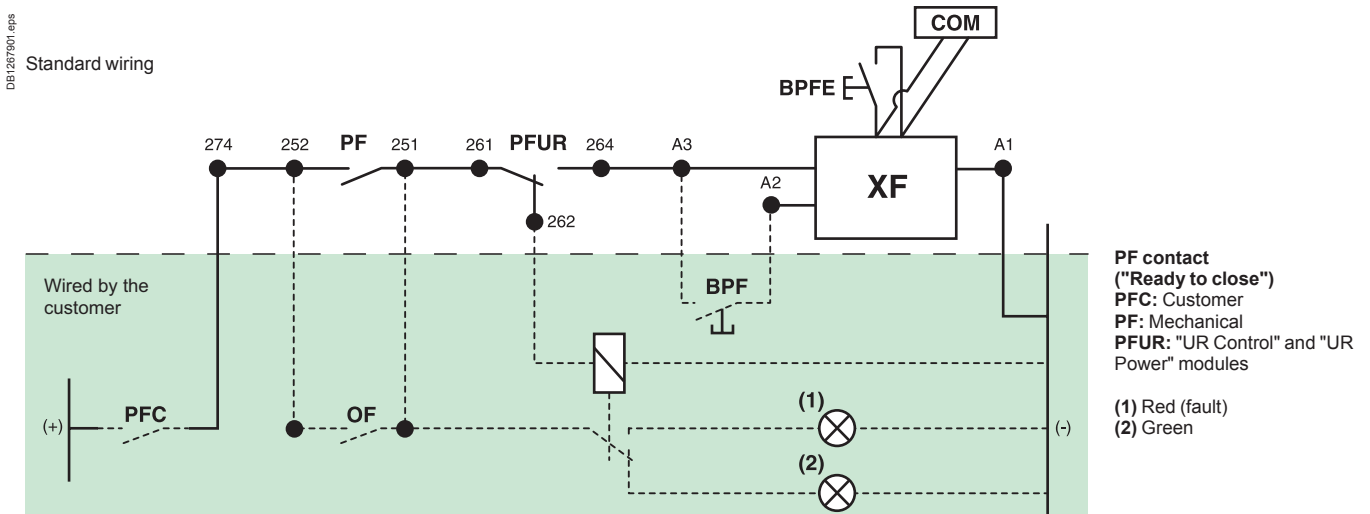 DB1267901.eps
Standard wiring
COM
BPFE
274 252 PF 251 261 PFUR 264 A3 A1
A2
XF
262
Wired by the
customer
BPF
(+) PFC OF (1) (-)
(2)
PF contact
("Ready to close")
PFC: Customer
PF: Mechanical
PFUR: "UR Control" and "UR
Power" modules
(1) Red (fault)
(2) Green